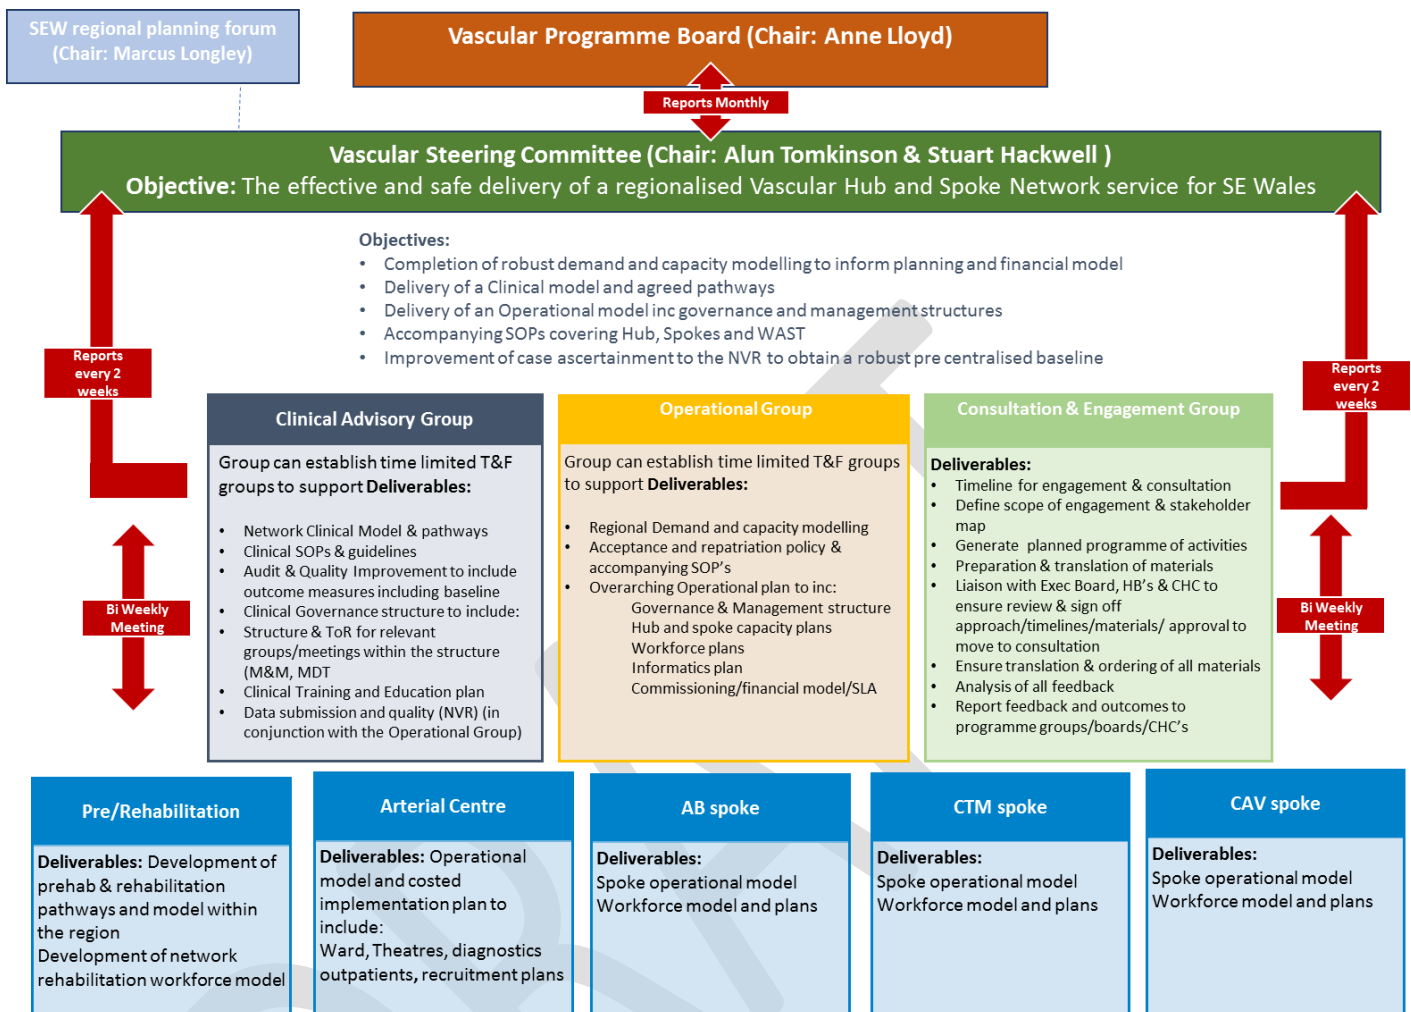 SEW regional planning forum
(Chair: Marcus Longley)
Vascular Programme Board (Chair: Anne Lloyd)
Reports Monthly
Vascular Steering Committee (Chair: Alun Tomkinson & Stuart Hackwell )
Objective: The effective and safe delivery of a regionalised Vascular Hub and Spoke Network service for SE Wales
Objectives:
• Completion of robust demand and capacity modelling to inform planning and financial model
• Delivery of a Clinical model and agreed pathways
• Delivery of an Operational model inc governance and management structures
• Accompanying SOPs covering Hub, Spokes and WAST
• Improvement of case ascertainment to the NVR to obtain a robust pre centralised baseline
Reports
every 2
weeks
Reports
every 2
weeks
Bi Weekly
Meeting
Bi Weekly
Meeting
Clinical Advisory Group
Group can establish time limited T&F
groups to support Deliverables:
• Network Clinical Model & pathways
• Clinical SOPs & guidelines
• Audit & Quality Improvement to include
outcome measures including baseline
• Clinical Governance structure to include:
• Structure & ToR for relevant
groups/meetings within the structure
(M&M, MDT
• Clinical Training and Education plan
• Data submission and quality (NVR) (in
conjunction with the Operational Group)
Operational Group
Group can establish time limited T&F groups
to support Deliverables:
• Regional Demand and capacity modelling
• Acceptance and repatriation policy &
accompanying SOP's
• Overarching Operational plan to inc:
Governance & Management structure
Hub and spoke capacity plans
Workforce plans
Informatics plan
Commissioning/financial model/SLA
Consultation & Engagement Group
Deliverables:
• Timeline for engagement & consultation
• Define scope of engagement & stakeholder
map
• Generate planned programme of activities
• Preparation & translation of materials
• Liaison with Exec Board, HB's & CHC to
ensure review & sign off
approach/timelines/materials/ approval to
move to consultation
• Ensure translation & ordering of all materials
• Analysis of all feedback
• Report feedback and outcomes to
programme groups/boards/CHC's
Pre/Rehabilitation
Deliverables: Development of
prehab & rehabilitation
pathways and model within
the region
Development of network
rehabilitation workforce model
Arterial Centre
Deliverables: Operational
model and costed
implementation plan to
include:
Ward, Theatres, diagnostics
outpatients, recruitment plans
AB spoke
Deliverables:
Spoke operational model
Workforce model and plans
CTM spoke
Deliverables:
Spoke operational model
Workforce model and plans
CAV spoke
Deliverables:
Spoke operational model
Workforce model and plans